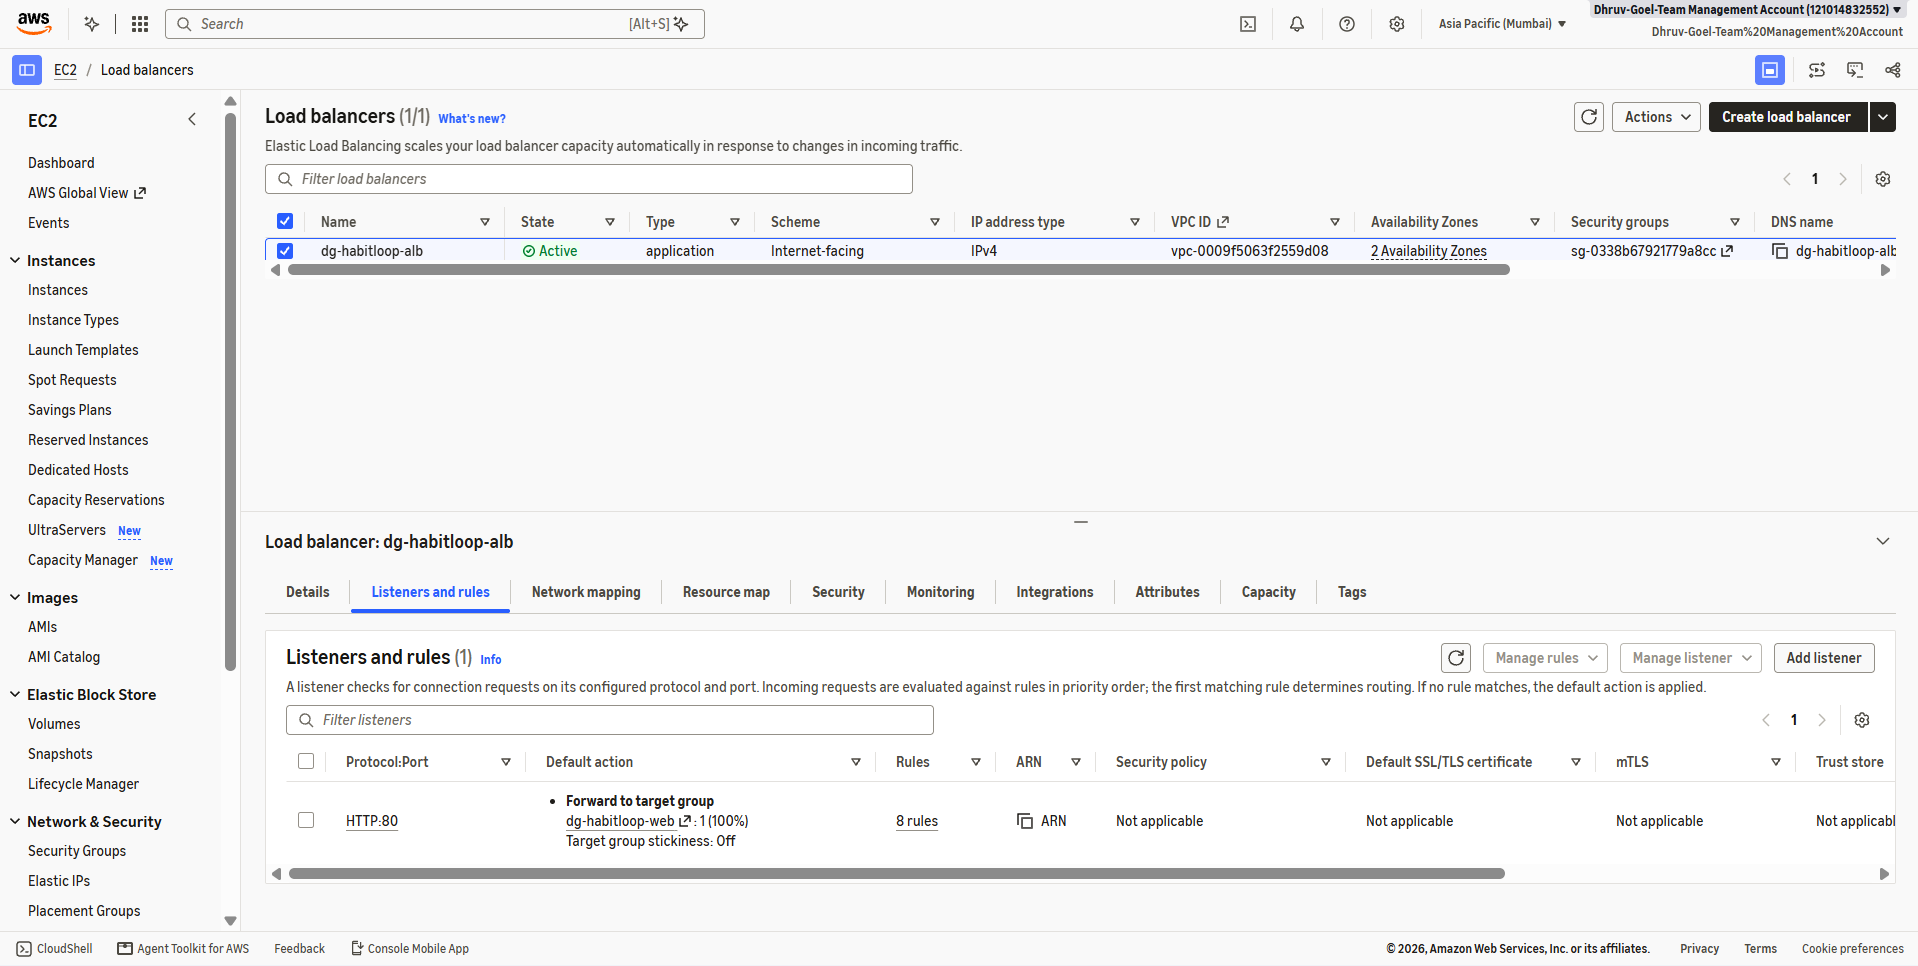 aws
Search [Alt+S]
Asia Pacific (Mumbai)
Dhruv-Goel-Team Management Account (121014832552)
Dhruv-Goel-Team%20Management%20Account
EC2 / Load balancers
EC2
Dashboard
AWS Global View
Events
Instances
Instances
Instance Types
Launch Templates
Spot Requests
Savings Plans
Reserved Instances
Dedicated Hosts
Capacity Reservations
UltraServers New
Capacity Manager New
Images
AMIs
AMI Catalog
Elastic Block Store
Volumes
Snapshots
Lifecycle Manager
Network & Security
Security Groups
Elastic IPs
Placement Groups
Load balancers (1/1) What's new?
Actions
Create load balancer
Elastic Load Balancing scales your load balancer capacity automatically in response to changes in incoming traffic.
Filter load balancers
1
Name State Type Scheme IP address type VPC ID Availability Zones Security groups DNS name
dg-habitloop-alb Active application Internet-facing IPv4 vpc-0009f5063f2559d08 2 Availability Zones sg-0338b67921779a8cc dg-habitloop-alb
Load balancer: dg-habitloop-alb
Details Listeners and rules Network mapping Resource map Security Monitoring Integrations Attributes Capacity Tags
Listeners and rules (1) Info
Manage rules Manage listener Add listener
A listener checks for connection requests on its configured protocol and port. Incoming requests are evaluated against rules in priority order; the first matching rule determines routing. If no rule matches, the default action is applied.
Filter listeners
1
Protocol:Port Default action Rules ARN Security policy Default SSL/TLS certificate mTLS Trust store
• Forward to target group
HTTP:80 dg-habitloop-web : 1 (100%) 8 rules ARN Not applicable Not applicable Not applicable Not applicabl
Target group stickiness: Off
CloudShell Agent Toolkit for AWS Feedback Console Mobile App
© 2026, Amazon Web Services, Inc. or its affiliates. Privacy Terms Cookie preferences